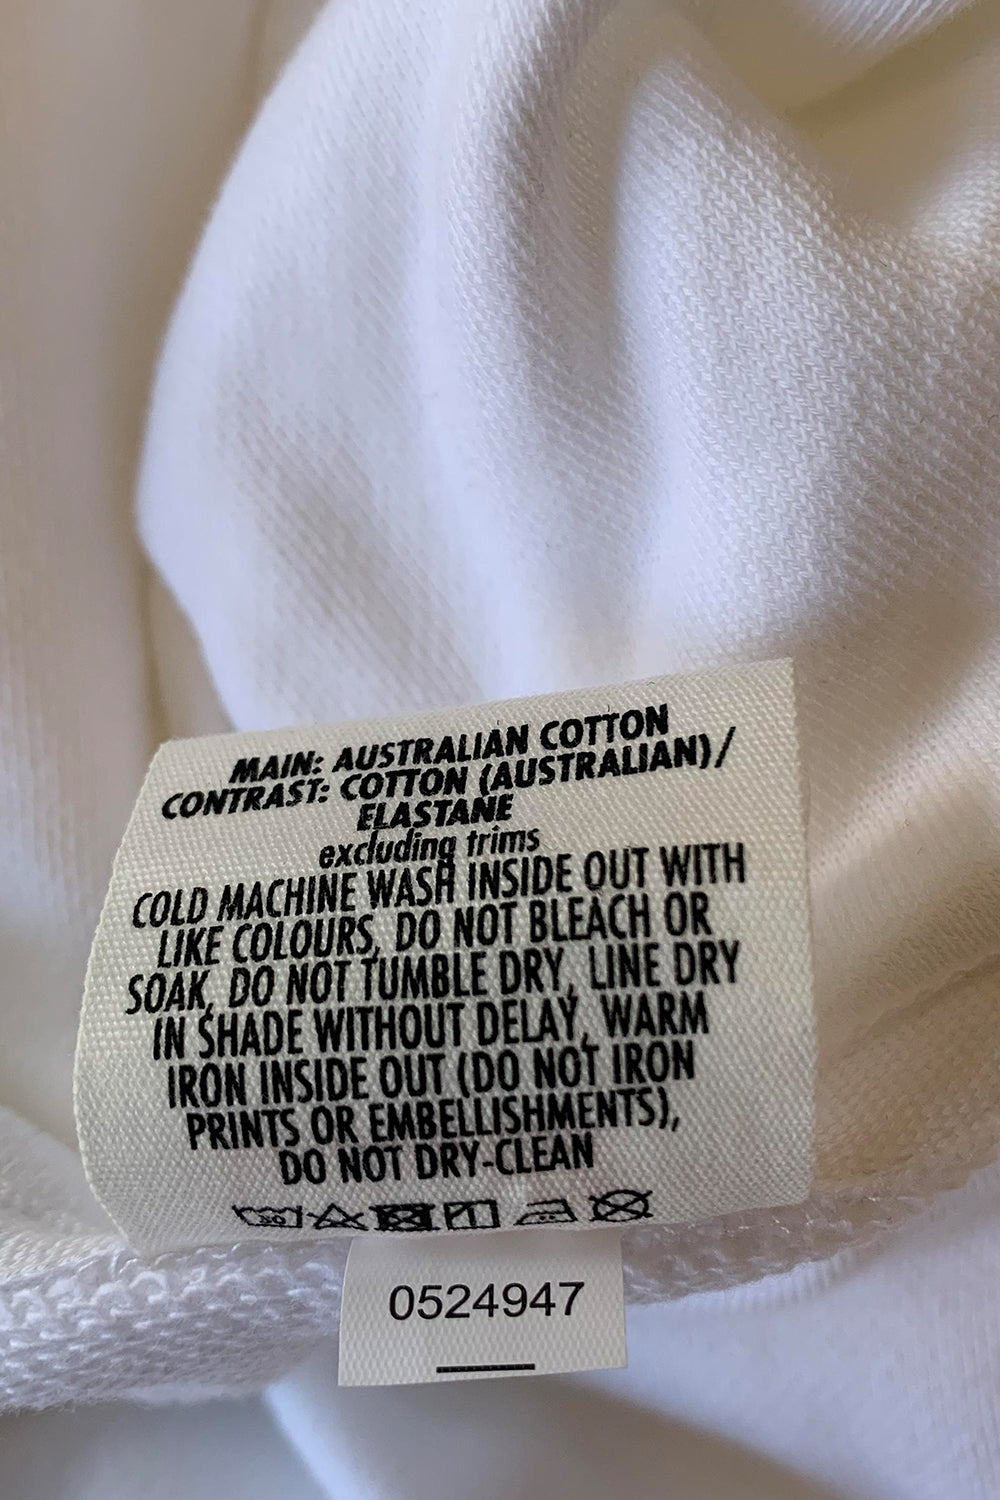 MAIN: AUSTRALIAN COTTON
CONTRAST: COTTON (AUSTRALIAN)/
ELASTANE
excluding trims
COLD MACHINE WASH INSIDE OUT WITH
LIKE COLOURS, DO NOT BLEACH OR
SOAK, DO NOT TUMBLE DRY, LINE DRY
IN SHADE WITHOUT DELAY, WARM
IRON INSIDE OUT (DO NOT IRON
PRINTS OR EMBELLISHMENTS),
DO NOT DRY-CLEAN
30
0524947